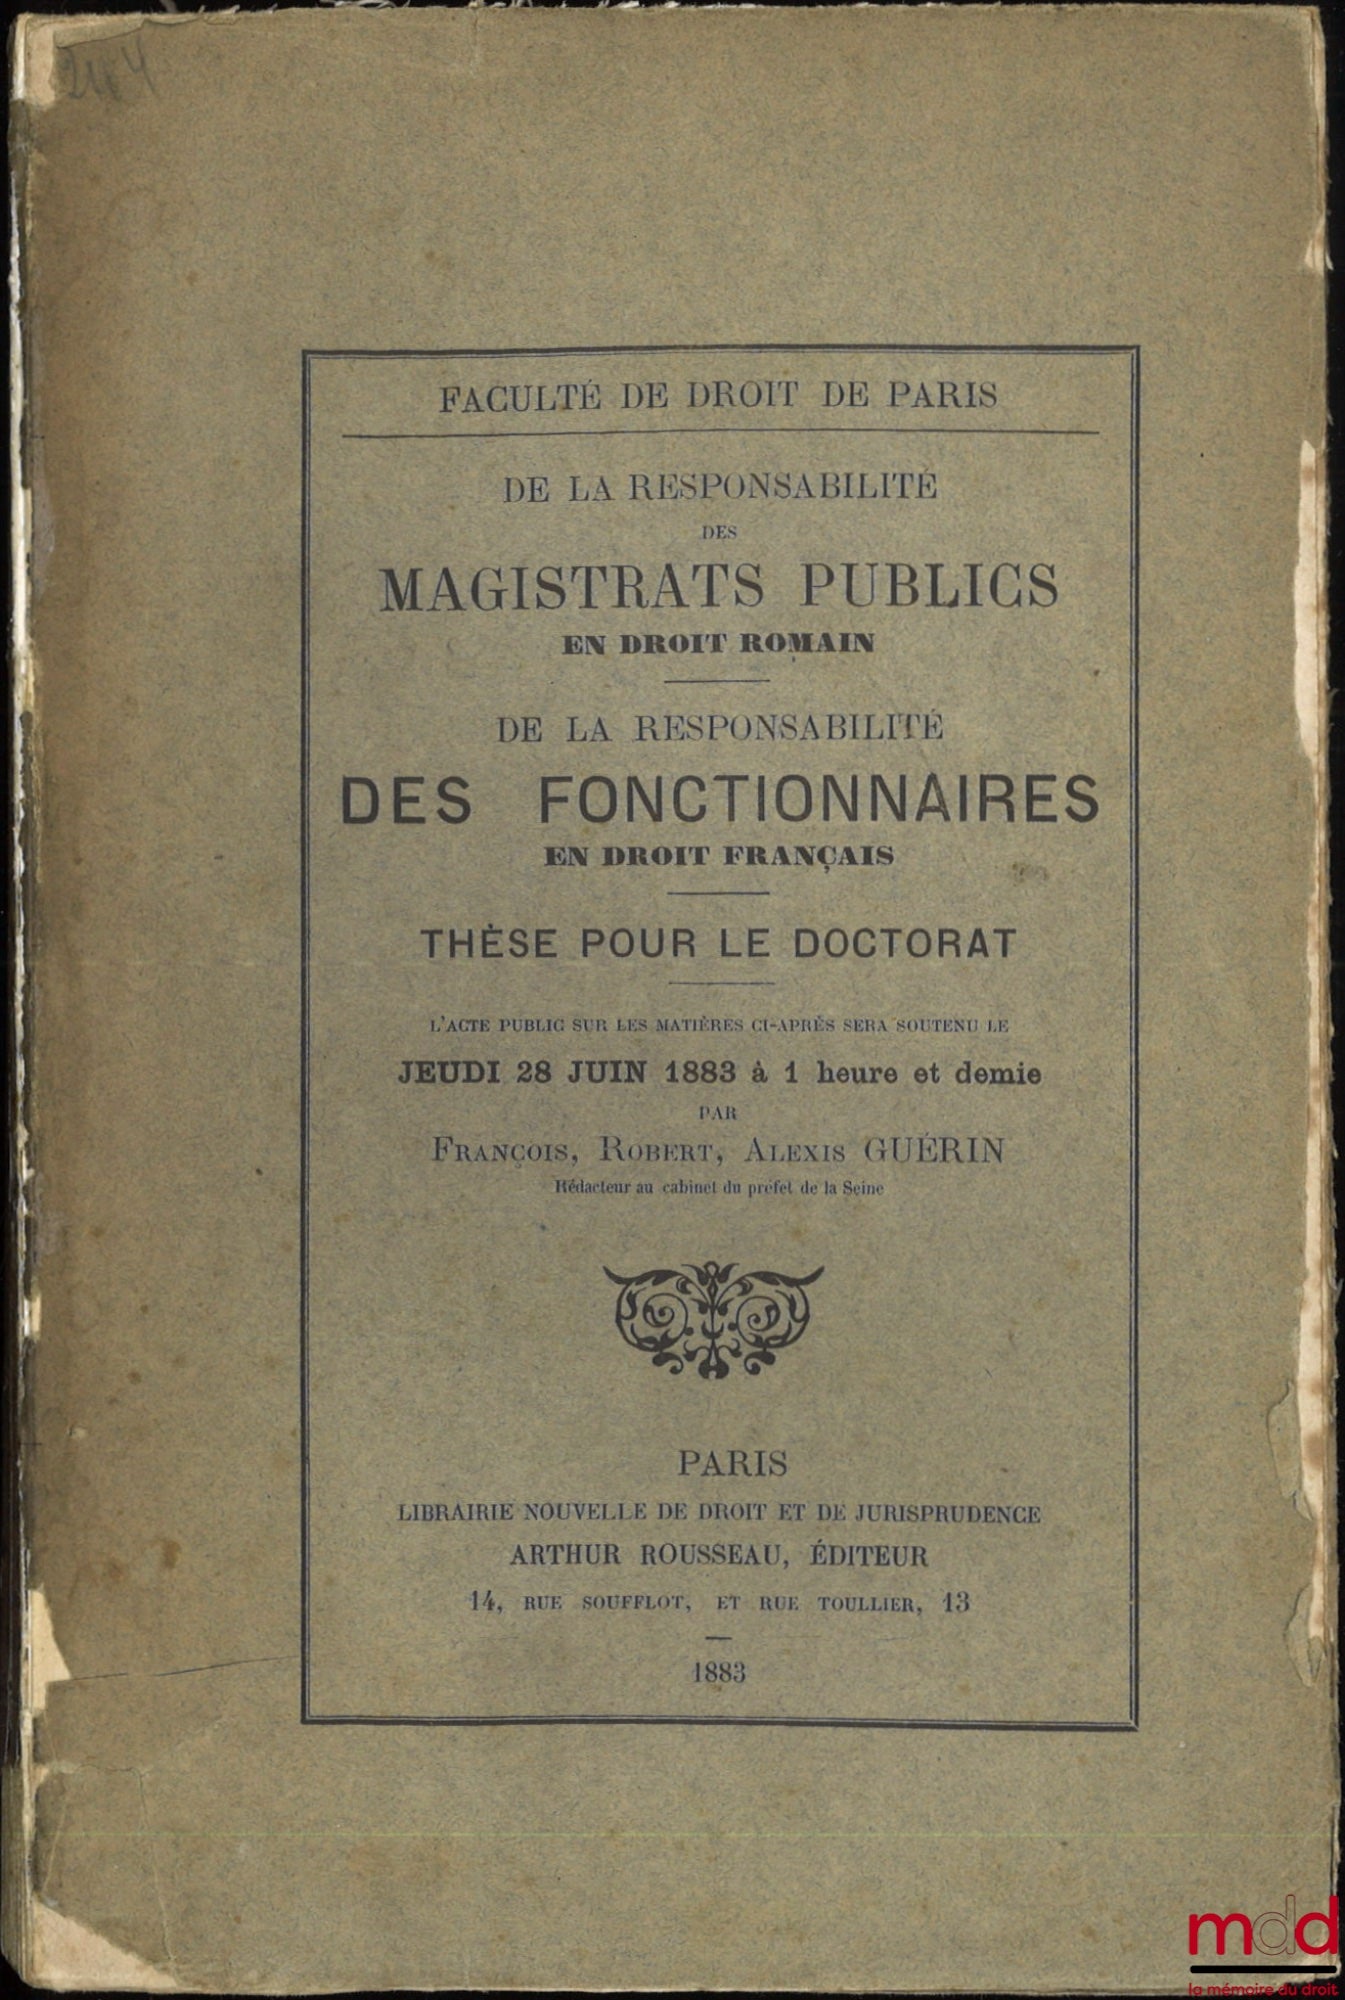 FACULTÉ DE DROIT DE PARIS
DE LA RESPONSABILITÉ
DES
MAGISTRATS PUBLICS
EN DROIT ROMAIN
DE LA RESPONSABILITÉ
DES FONCTIONNAIRES
EN DROIT FRANÇAIS
THÈSE POUR LE DOCTORAT
L'ACTE PUBLIC SUR LES MATIÈRES CI-APRÈS SERA SOUTENU LE
JEUDI 28 JUIN 1883 à 1 heure et demie
PAR
FRANÇOIS, ROBERT, ALEXIS GUÉRIN
Rédacteur au cabinet du préfet de la Seine
PARIS
LIBRAIRIE NOUVELLE DE DROIT ET DE JURISPRUDENCE
ARTHUR ROUSSEAU, ÉDITEUR
14, RUE SOUFFLOT, ET RUE TOULLIER, 13
1883
mdd
la mémoire du droit